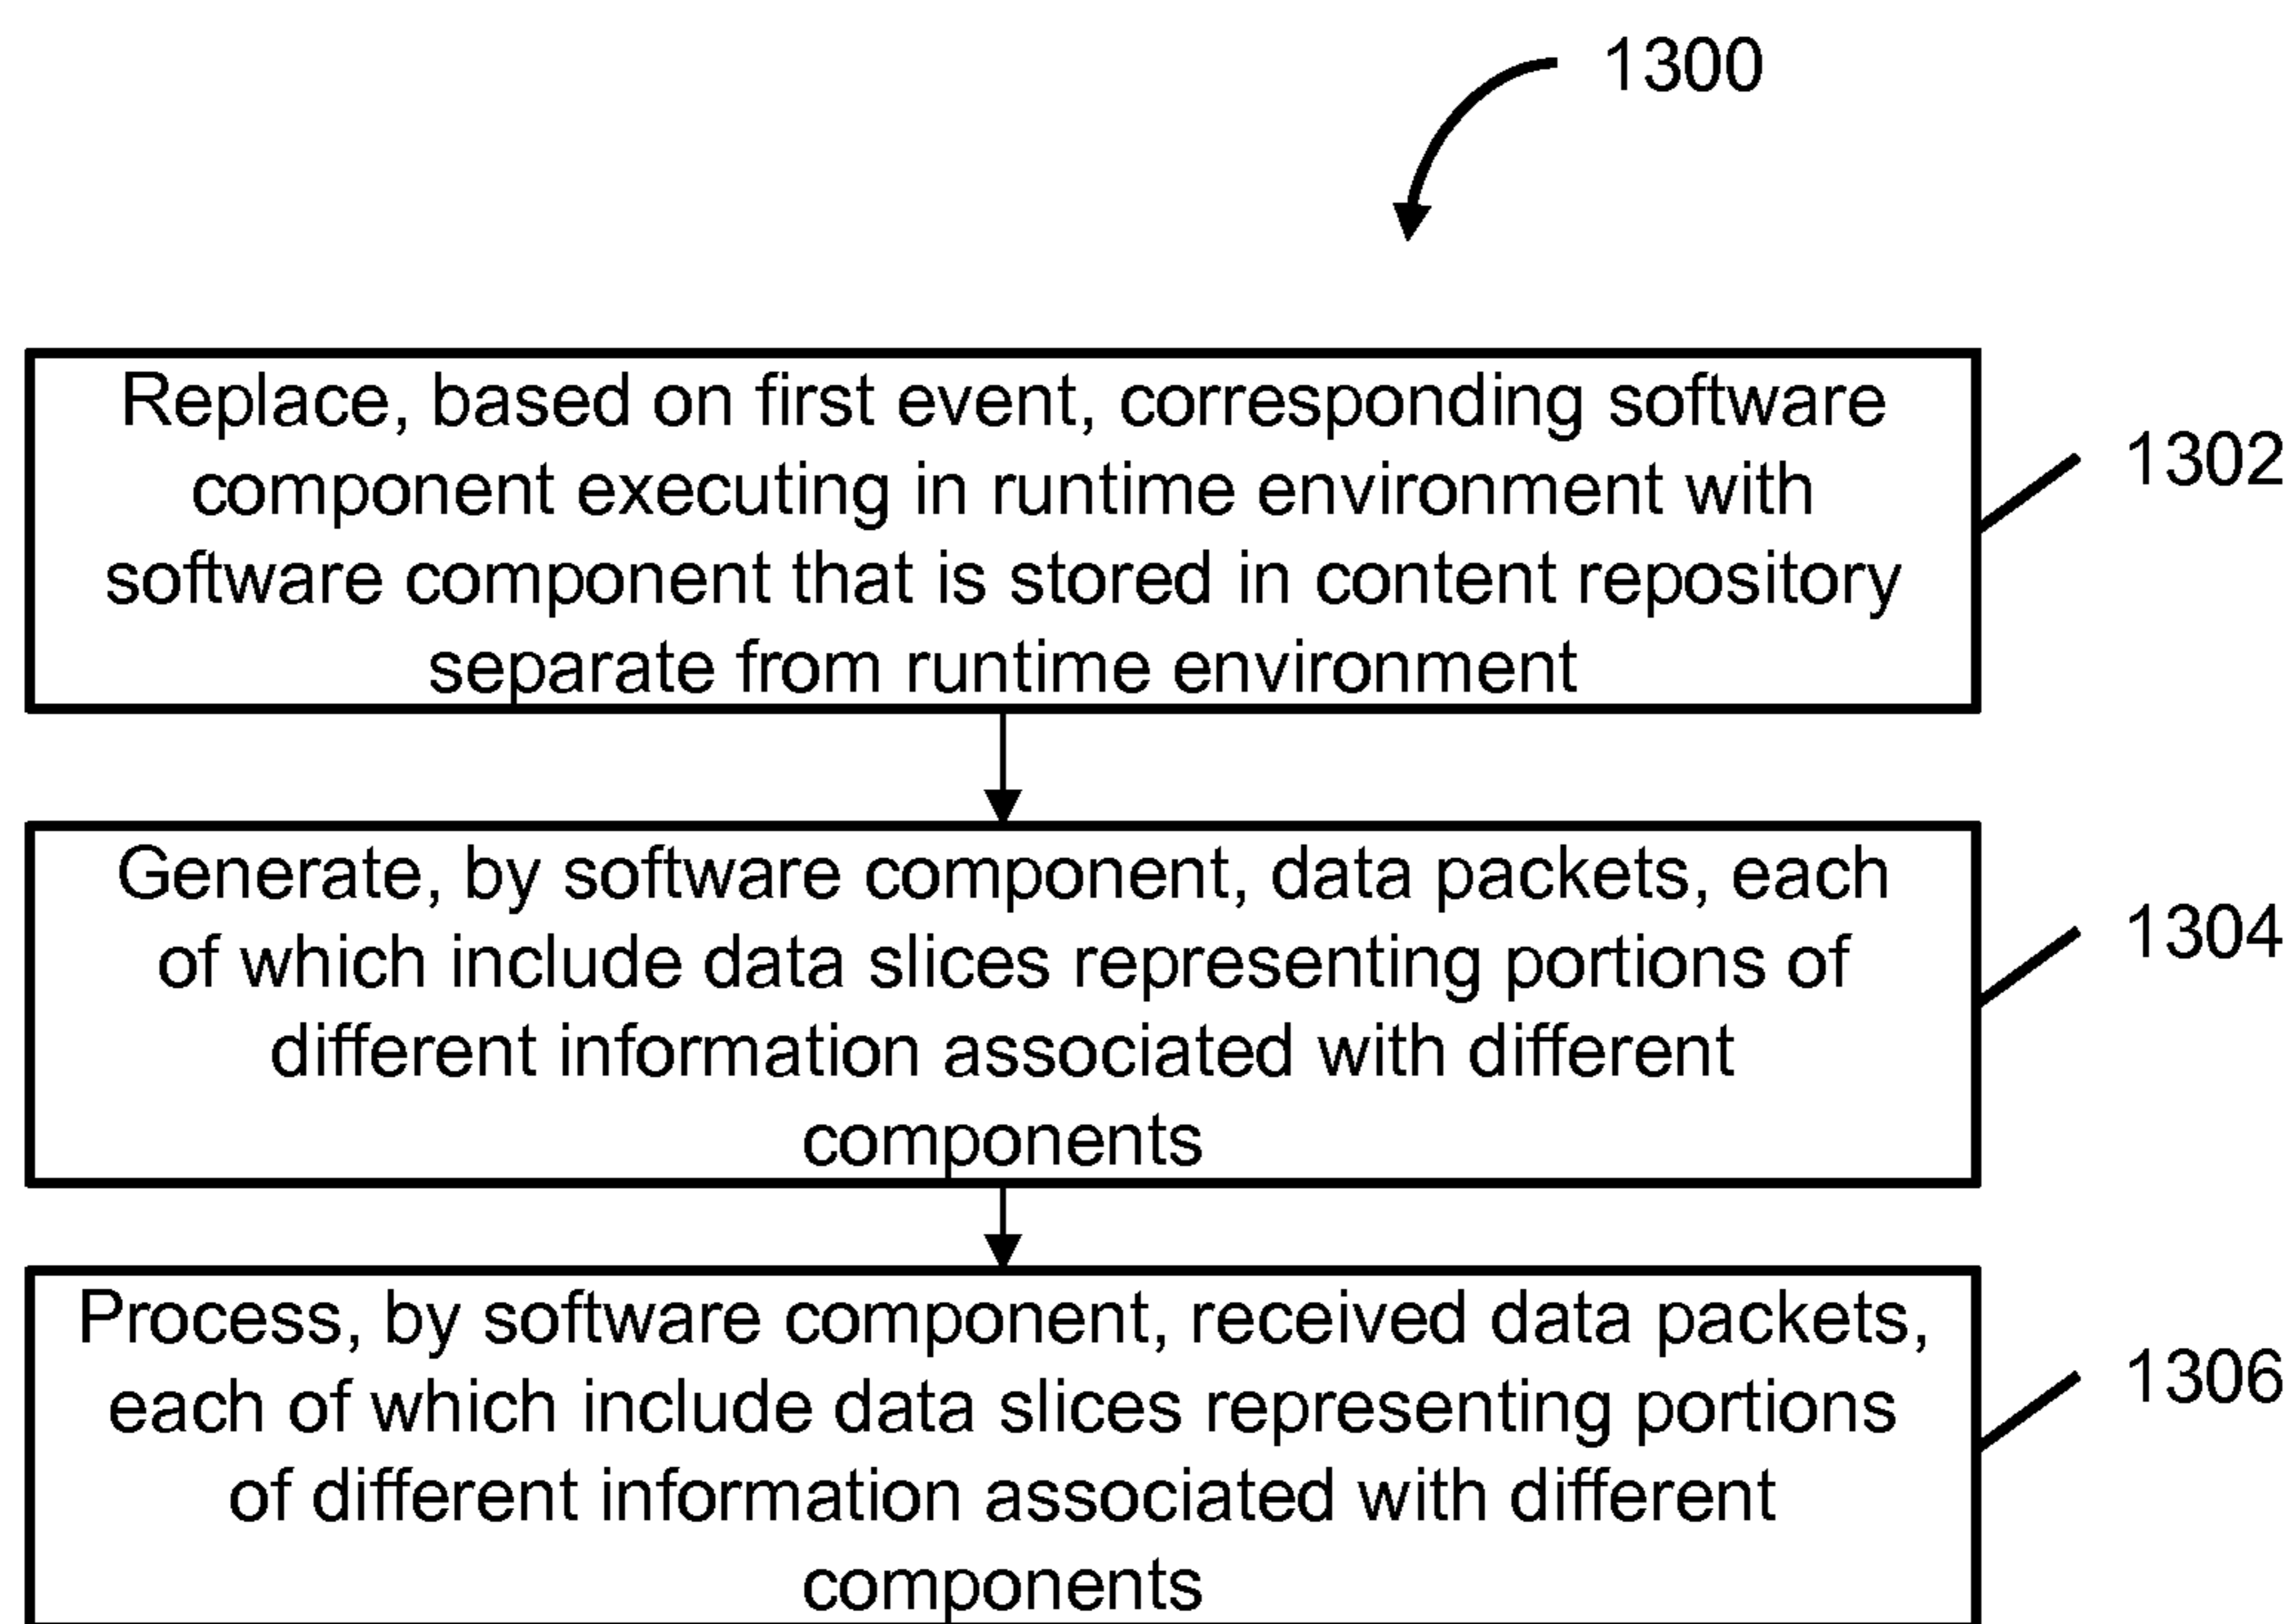 1300
Replace, based on first event, corresponding software
component executing in runtime environment with
software component that is stored in content repository
separate from runtime environment
1302
Generate, by software component, data packets, each
of which include data slices representing portions of
different information associated with different
components
1304
Process, by software component, received data packets,
each of which include data slices representing portions
of different information associated with different
components
1306